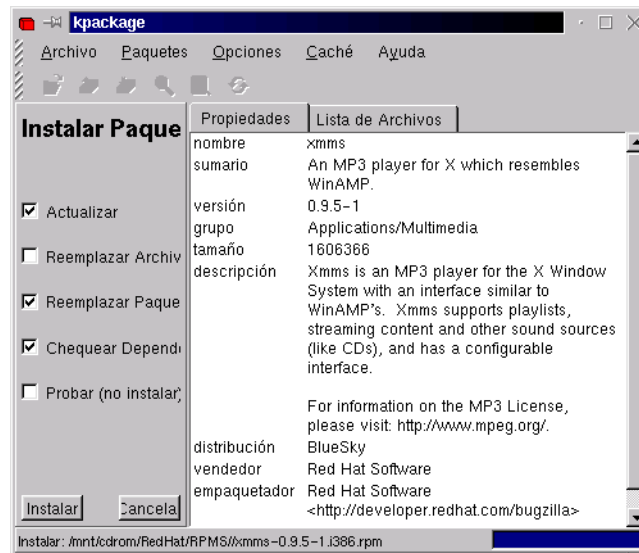 kpackage
Archivo Paquetes Opciones Caché Ayuda
Instalar Paque
Actualizar
Reemplazar Archiv
Reemplazar Paque
Chequear Depend
Probar (no instalar)
Instalar Cancela
Propiedades Lista de Archivos
nombre xmms
sumario An MP3 player for X which resembles
WinAMP.
versión 0.9.5-1
grupo Applications/Multimedia
tamaño 1606366
descripción Xmms is an MP3 player for the X Window
System with an interface similar to
WinAMP's. Xmms supports playlists,
streaming content and other sound sources
(like CDs), and has a configurable
interface.
For information on the MP3 License,
please visit: http://www.mpeg.org/.
distribución BlueSky
vendedor Red Hat Software
empaquetador Red Hat Software
<http://developer.redhat.com/bugzilla>
Instalar: /mnt/cdrom/RedHat/RPMS//xmms-0.9.5-1.i386.rpm